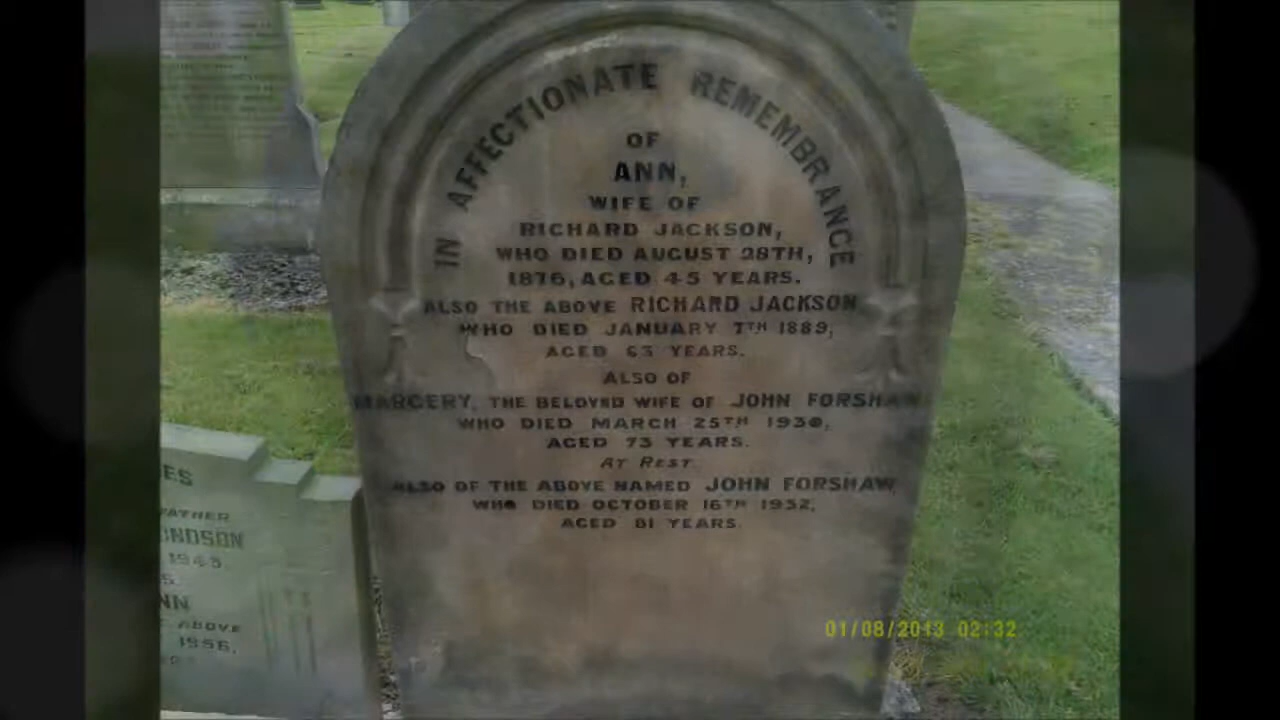 IN AFFECTIONATE REMEMBRANCE
OF
ANN,
WIFE OF
RICHARD JACKSON,
WHO DIED AUGUST 28TH,
1876, AGED 45 YEARS.
ALSO THE ABOVE RICHARD JACKSON
WHO DIED JANUARY 7TH 1889,
AGED 63 YEARS.
ALSO OF
MARGERY, THE BELOVED WIFE OF JOHN FORSHAW
WHO DIED MARCH 25TH 1930,
AGED 73 YEARS.
AT REST
ALSO OF THE ABOVE NAMED JOHN FORSHAW,
WHO DIED OCTOBER 16TH 1932,
AGED 81 YEARS.
ES
FATHER
NDSON
1943
S.
NN
ABOVE
1956,
01/08/2013 02:32